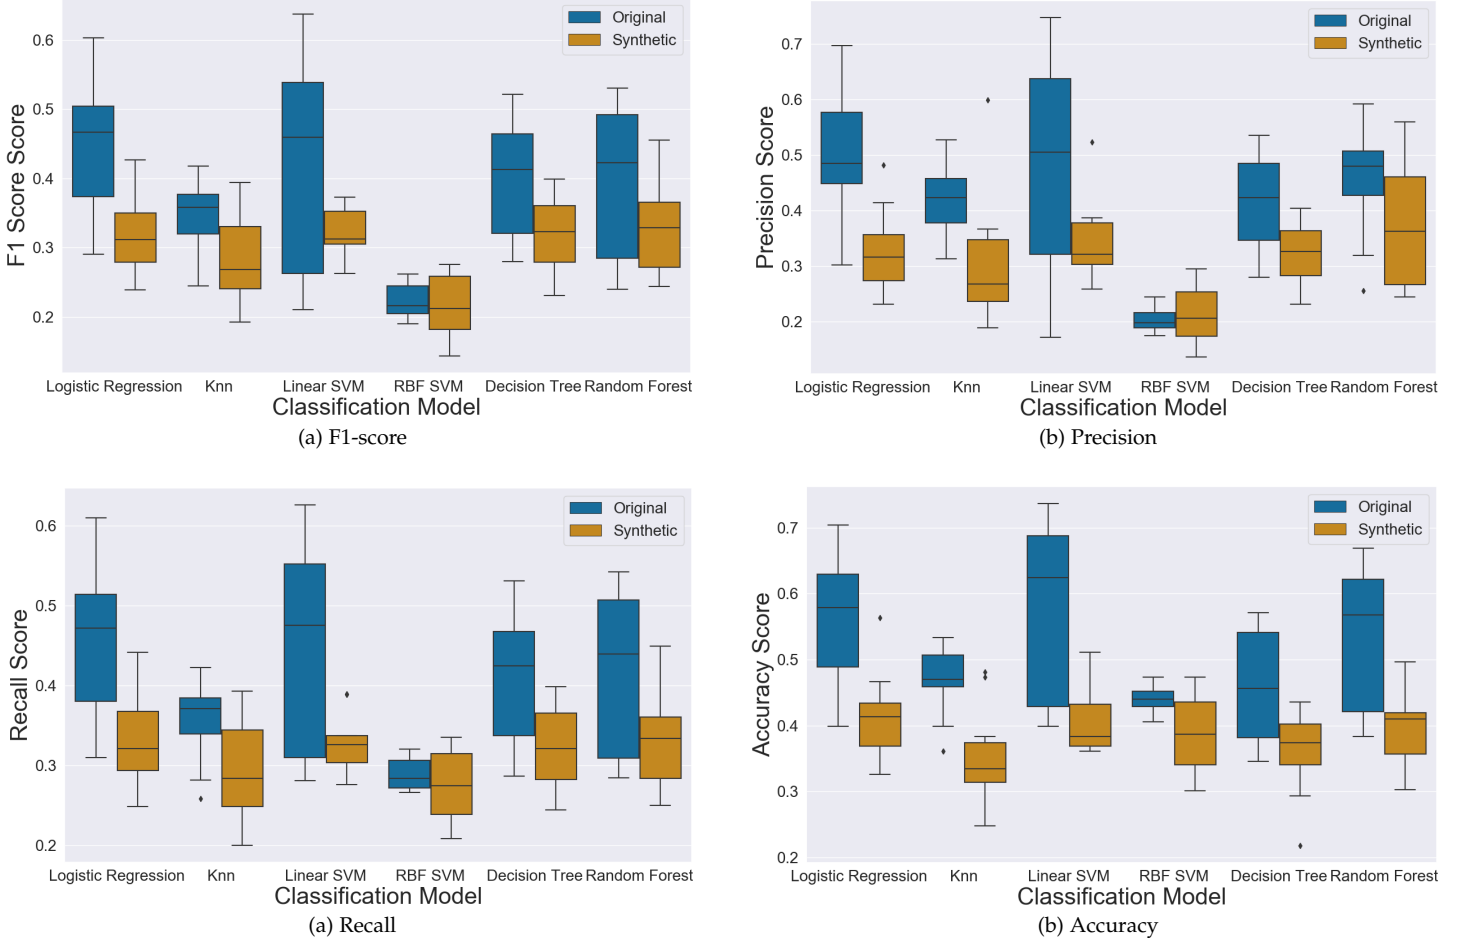 Original
Synthetic
0.6
0.5
0.4
0.3
0.2
F1 Score Score
Logistic Regression Knn Linear SVM RBF SVM Decision Tree Random Forest
Classification Model
(a) F1-score
Original
Synthetic
0.7
0.6
0.5
0.4
0.3
0.2
Precision Score
Logistic Regression Knn Linear SVM RBF SVM Decision Tree Random Forest
Classification Model
(b) Precision
Original
Synthetic
0.6
0.5
0.4
0.3
0.2
Recall Score
Logistic Regression Knn Linear SVM RBF SVM Decision Tree Random Forest
Classification Model
(a) Recall
Original
Synthetic
0.7
0.6
0.5
0.4
0.3
0.2
Accuracy Score
Logistic Regression Knn Linear SVM RBF SVM Decision Tree Random Forest
Classification Model
(b) Accuracy